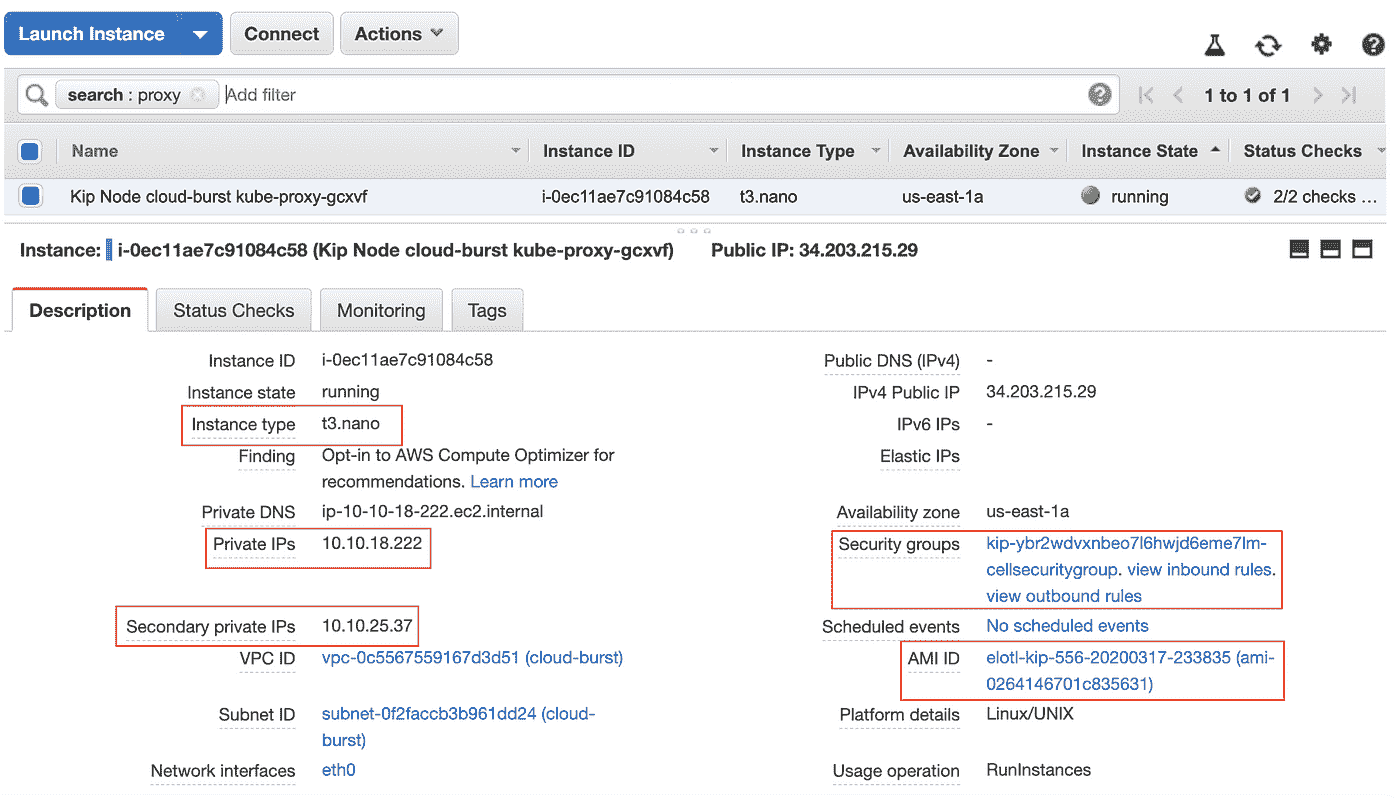 Launch Instance Connect Actions
search : proxy Add filter 1 to 1 of 1
Name Instance ID Instance Type Availability Zone Instance State Status Checks
Kip Node cloud-burst kube-proxy-gcxvf i-0ec11ae7c91084c58 t3.nano us-east-1a running 2/2 checks ...
Instance: i-0ec11ae7c91084c58 (Kip Node cloud-burst kube-proxy-gcxvf) Public IP: 34.203.215.29
Description Status Checks Monitoring Tags
Instance ID i-0ec11ae7c91084c58 Public DNS (IPv4) -
Instance state running IPv4 Public IP 34.203.215.29
Instance type t3.nano IPv6 IPs -
Finding Opt-in to AWS Compute Optimizer for Elastic IPs
recommendations. Learn more
Private DNS ip-10-10-18-222.ec2.internal Availability zone us-east-1a
Private IPs 10.10.18.222 Security groups kip-ybr2wdvxnbeo7l6hwjd6eme7lm-
cellsecuritygroup. view inbound rules.
view outbound rules
Secondary private IPs 10.10.25.37 Scheduled events No scheduled events
VPC ID vpc-0c5567559167d3d51 (cloud-burst) AMI ID elotl-kip-556-20200317-233835 (ami-
0264146701c835631)
Subnet ID subnet-0f2faccb3b961dd24 (cloud- Platform details Linux/UNIX
burst)
Network interfaces eth0 Usage operation RunInstances